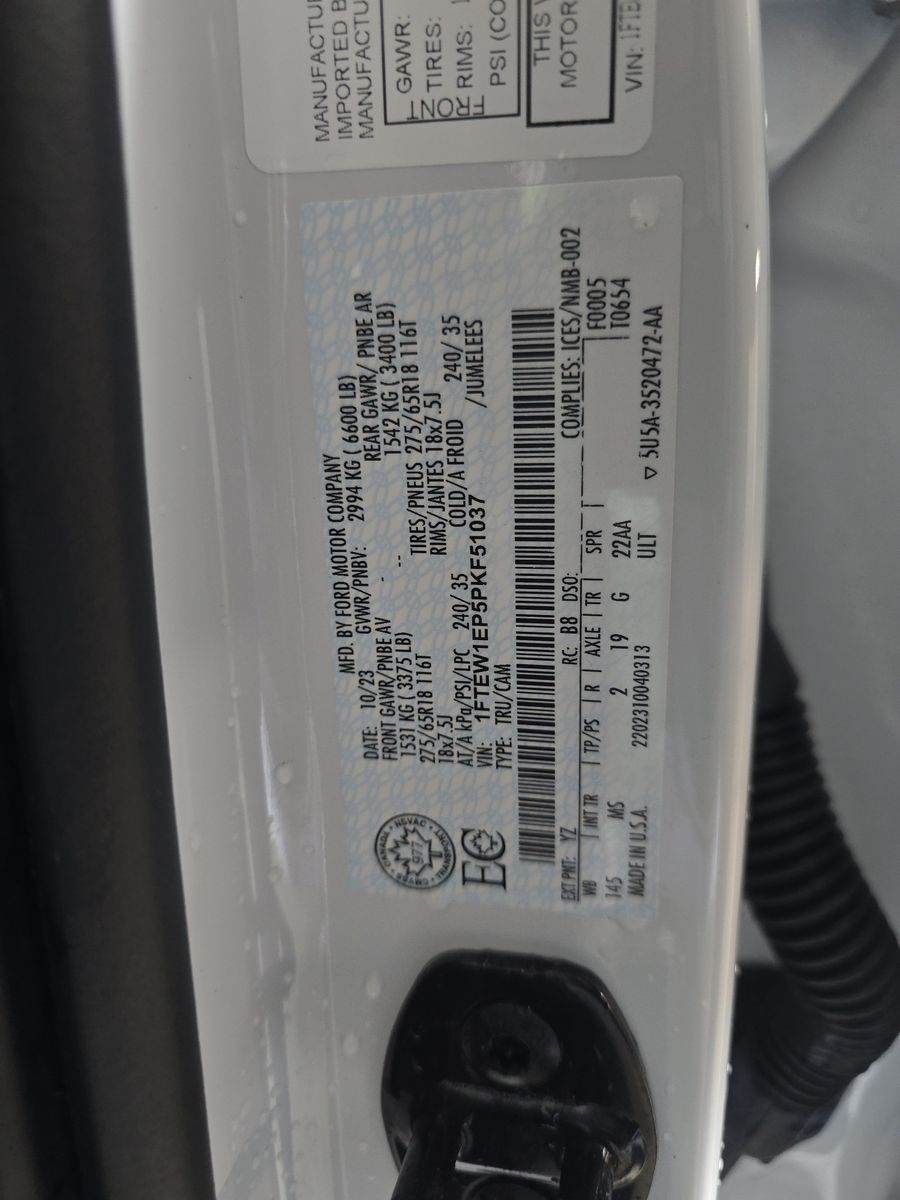 MFD. BY FORD MOTOR COMPANY
DATE: 10/23 GVWR/PNBV: 2994 KG ( 6600 LB)
FRONT GAWR/PNBE AV - REAR GAWR/ PNBE AR
1531 KG ( 3375 LB) -- 1542 KG ( 3400 LB)
275/65R18 116T TIRES/PNEUS 275/65R18 116T
18x7.5J RIMS/JANTES 18x7.5J
AT/A kPa/PSI/LPC 240/ 35 COLD/A FROID 240/ 35
VIN: 1FTEW1EP5PKF51037 /JUMELEES
TYPE: TRU/CAM
CANADA • NSVAC • TRANSPORT
977
EC
EXT PNT: YZ RC: B8 DSO: COMPLIES: ICES/NMB-002
WB | INT TR | TP/PS | R | AXLE | TR | SPR | F0005
145 MS 2 19 G 22AA T0654
MADE IN U.S.A. 2202310040313 ULT ▽ 5U5A-3520472-AA
IMPORTED B
GAWR:
TIRES:
RIMS:
PSI (CO
THIS
MOTOR
VIN: